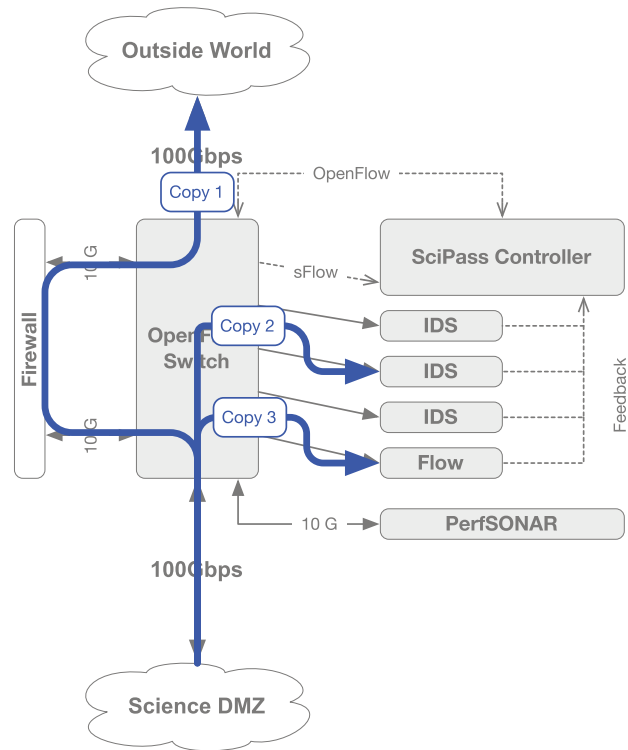 Outside World
100Gbps
Copy 1
OpenFlow
SciPass Controller
10 G
sFlow
Firewall
OpenFlow
Switch
Copy 2
IDS
IDS
Feedback
Copy 3
IDS
10 G
Flow
10 G
PerfSONAR
100Gbps
Science DMZ